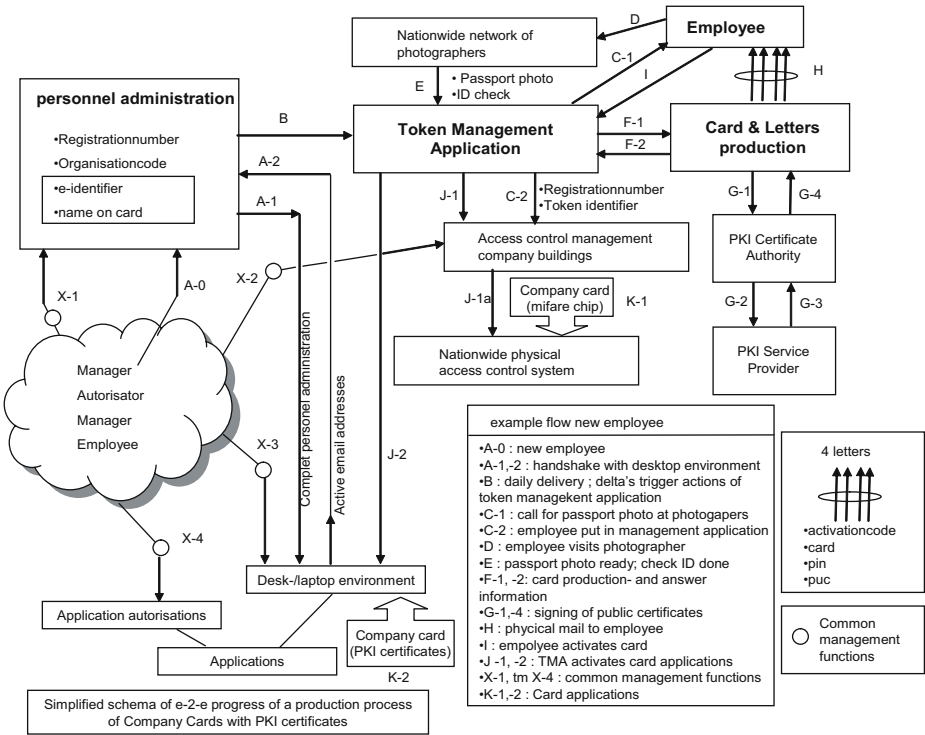 Nationwide network of
photographers
D
Employee
C-1
I
H
E
•Passport photo
•ID check
personnel administration
•Registrationnumber
•Organisationcode
•e-identifier
•name on card
B
A-2
A-1
Token Management
Application
F-1
F-2
Card & Letters
production
J-1
C-2
•Registrationnumber
•Token identifier
G-1
G-4
Access control management
company buildings
PKI Certificate
Authority
X-1
A-0
X-2
J-1a
Company card
(mifare chip)
K-1
G-2
G-3
Nationwide physical
access control system
PKI Service
Provider
Manager
Autorisator
Manager
Employee
Complet personel administration
Active email addresses
J-2
X-3
X-4
Desk-/laptop environment
Application autorisations
Applications
Company card
(PKI certificates)
K-2
Simplified schema of e-2-e progress of a production process
of Company Cards with PKI certificates
example flow new employee
•A-0 : new employee
•A-1,-2 : handshake with desktop environment
•B : daily delivery ; delta's trigger actions of
token managekent application
•C-1 : call for passport photo at photogapers
•C-2 : employee put in management application
•D : employee visits photographer
•E : passport photo ready; check ID done
•F-1, -2: card production- and answer
information
•G-1,-4 : signing of public certificates
•H : phycical mail to employee
•I : empolyee activates card
•J -1, -2 : TMA activates card applications
•X-1, tm X-4 : common management functions
•K-1,-2 : Card applications
4 letters
•activationcode
•card
•pin
•puc
Common
management
functions